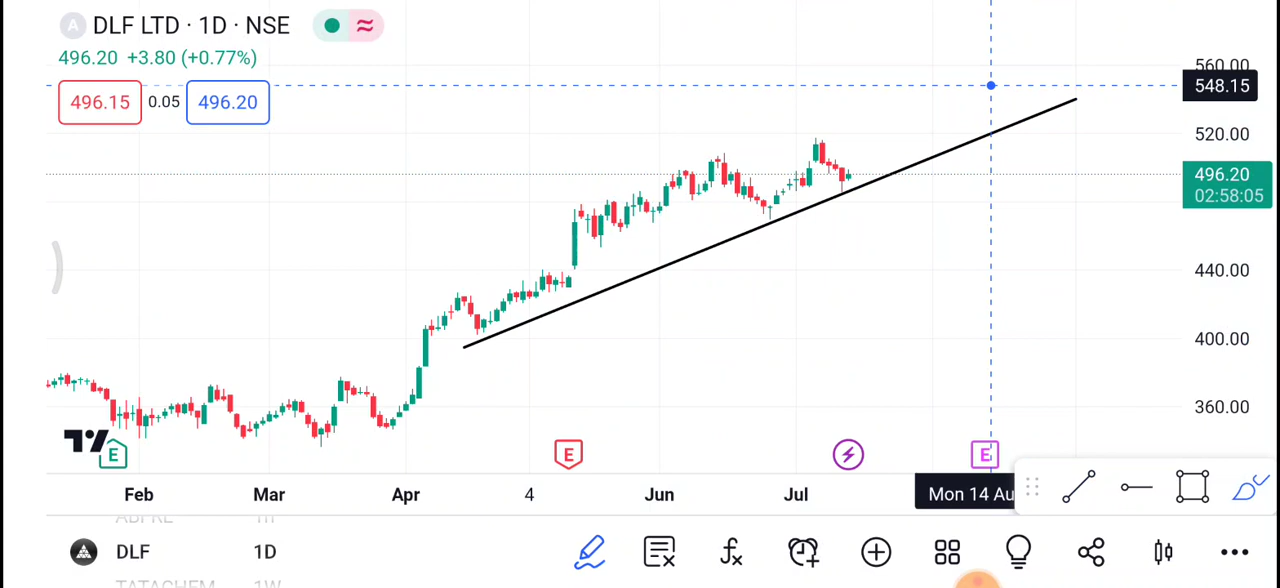 A DLF LTD · 1D · NSE
496.20 +3.80 (+0.77%)
496.15 0.05 496.20
560.00
548.15
520.00
496.20
02:58:05
440.00
400.00
360.00
E E E
Feb Mar Apr 4 Jun Jul Mon 14 Au
DLF 1D
TATACHEM 1W